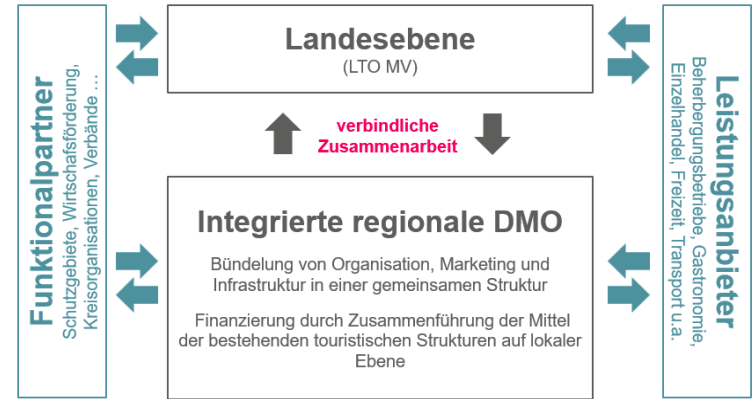 Funktionalpartner
Schutzgebiete, Wirtschafsförderung,
Kreisorganisationen, Verbände ...
Landesebene
(LTO MV)
verbindliche
Zusammenarbeit
Integrierte regionale DMO
Bündelung von Organisation, Marketing und
Infrastruktur in einer gemeinsamen Struktur
Finanzierung durch Zusammenführung der Mittel
der bestehenden touristischen Strukturen auf lokaler
Ebene
Leistungsanbieter
Beherbergungsbetriebe, Gastronomie,
Einzelhandel, Freizeit, Transport u.a.